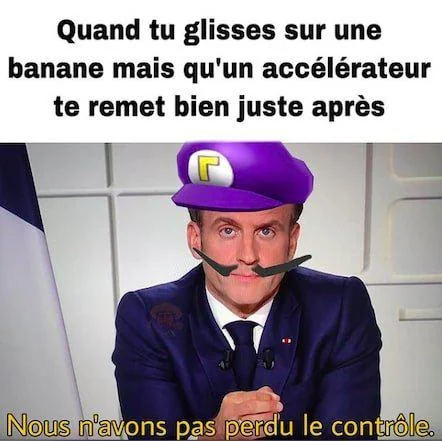 Quand tu glisses sur une
banane mais qu'un accélérateur
te remet bien juste après
Nous n'avons pas perdu le contrôle.